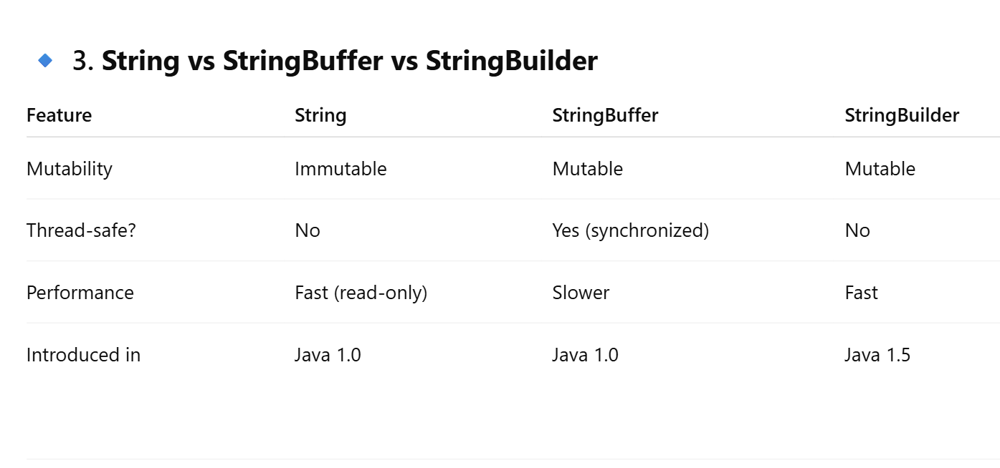 3. String vs StringBuffer vs StringBuilder
Feature String StringBuffer StringBuilder
Mutability Immutable Mutable Mutable
Thread-safe? No Yes (synchronized) No
Performance Fast (read-only) Slower Fast
Introduced in Java 1.0 Java 1.0 Java 1.5